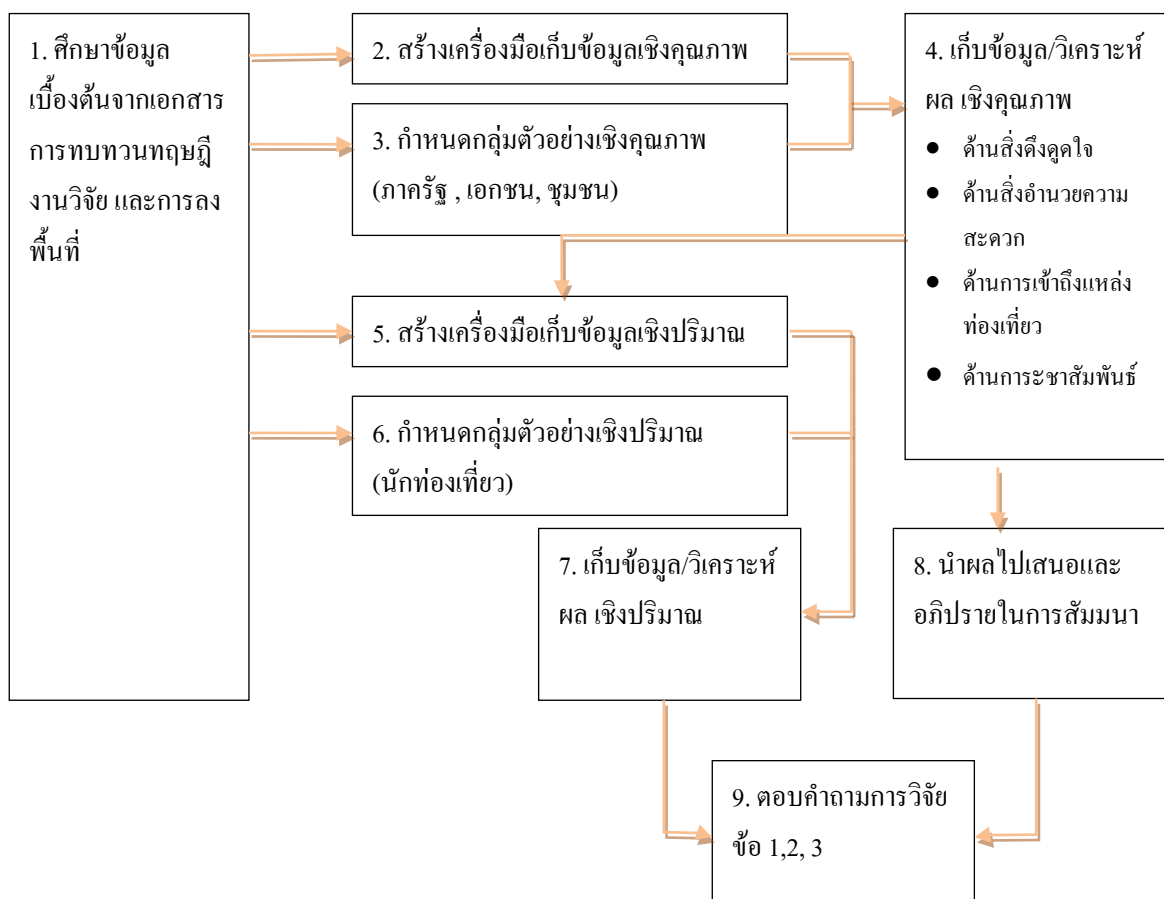 1. ศึกษาข้อมูล
เบื้องต้นจากเอกสาร
การทบทวนทฤษฎี
งานวิจัย และการลง
พื้นที่
2. สร้างเครื่องมือเก็บข้อมูลเชิงคุณภาพ
3. กำหนดกลุ่มตัวอย่างเชิงคุณภาพ
(ภาครัฐ , เอกชน, ชุมชน)
4. เก็บข้อมูล/วิเคราะห์
ผล เชิงคุณภาพ
● ด้านสิ่งดึงดูดใจ
● ด้านสิ่งอำนวยความ
สะดวก
● ด้านการเข้าถึงแหล่ง
ท่องเที่ยว
● ด้านการะชาสัมพันธ์
5. สร้างเครื่องมือเก็บข้อมูลเชิงปริมาณ
6. กำหนดกลุ่มตัวอย่างเชิงปริมาณ
(นักท่องเที่ยว)
7. เก็บข้อมูล/วิเคราะห์
ผล เชิงปริมาณ
8. นำผลไปเสนอและ
อภิปรายในการสัมมนา
9. ตอบคำถามการวิจัย
ข้อ 1,2, 3